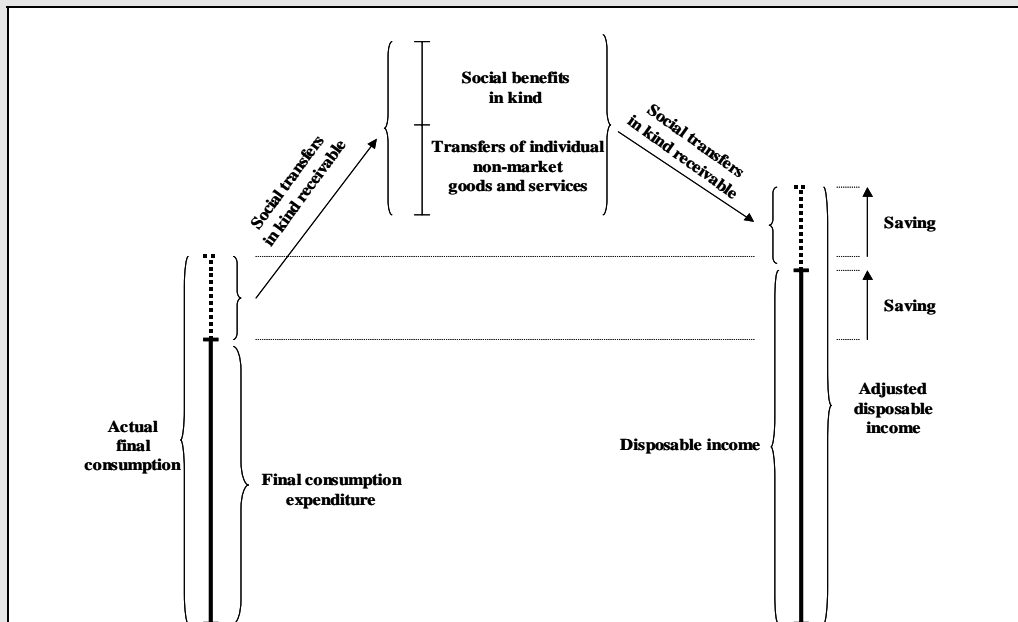 Social benefits
in kind
Transfers of individual
non-market
goods and services
Social transfers
in kind receivable
Social transfers
in kind receivable
Saving
Saving
Actual
final
consumption
Final consumption
expenditure
Disposable income
Adjusted
disposable
income